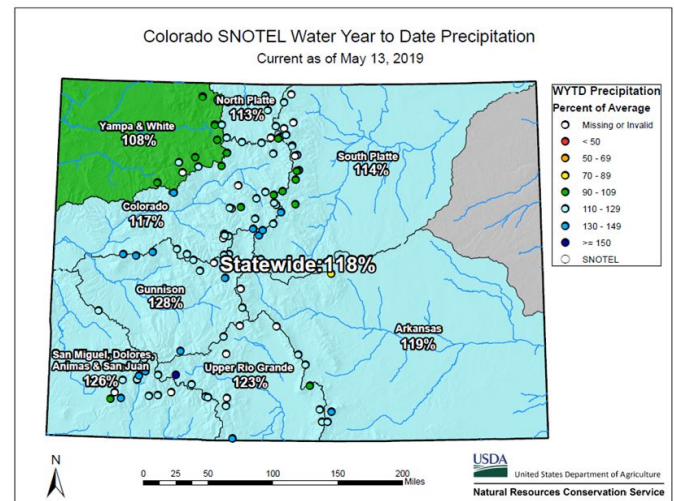 Colorado SNOTEL Water Year to Date Precipitation
Current as of May 13, 2019
North Platte
113%
Yampa & White
108%
South Platte
114%
Colorado
117%
Statewide:118%
Gunnison
128%
Arkansas
119%
San Miguel, Dolores,
Animas & San Juan
126%
Upper Rio Grande
123%
WYTD Precipitation
Percent of Average
Missing or Invalid
< 50
50 - 69
70 - 89
90 - 109
110 - 129
130 - 149
>= 150
SNOTEL
N
0 25 50 100 150 200
Miles
USDA
United States Department of Agriculture
Natural Resources Conservation Service